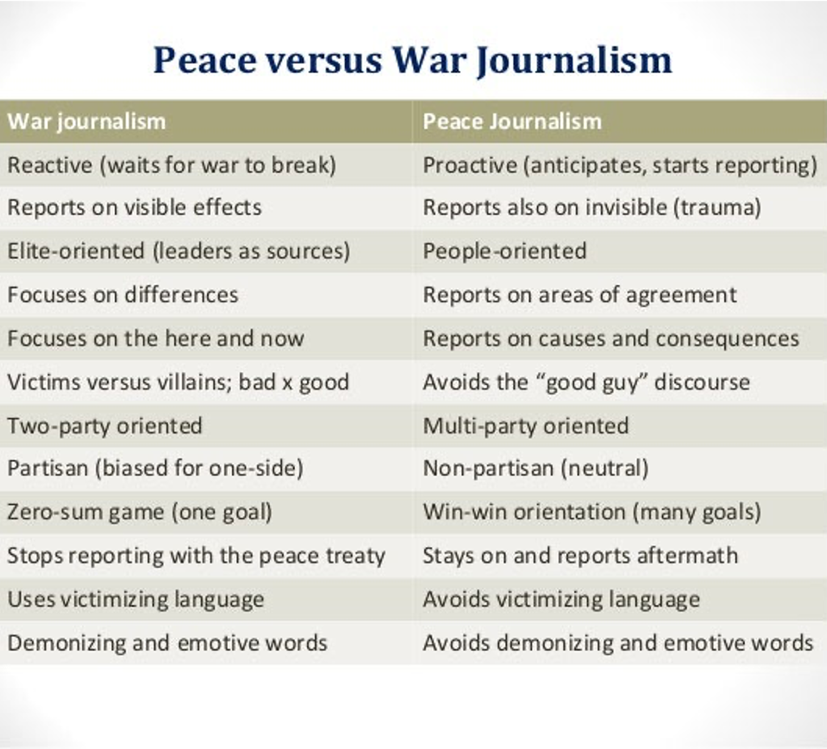 Peace versus War Journalism
War journalism Peace Journalism
Reactive (waits for war to break) Proactive (anticipates, starts reporting)
Reports on visible effects Reports also on invisible (trauma)
Elite-oriented (leaders as sources) People-oriented
Focuses on differences Reports on areas of agreement
Focuses on the here and now Reports on causes and consequences
Victims versus villains; bad x good Avoids the “good guy” discourse
Two-party oriented Multi-party oriented
Partisan (biased for one-side) Non-partisan (neutral)
Zero-sum game (one goal) Win-win orientation (many goals)
Stops reporting with the peace treaty Stays on and reports aftermath
Uses victimizing language Avoids victimizing language
Demonizing and emotive words Avoids demonizing and emotive words